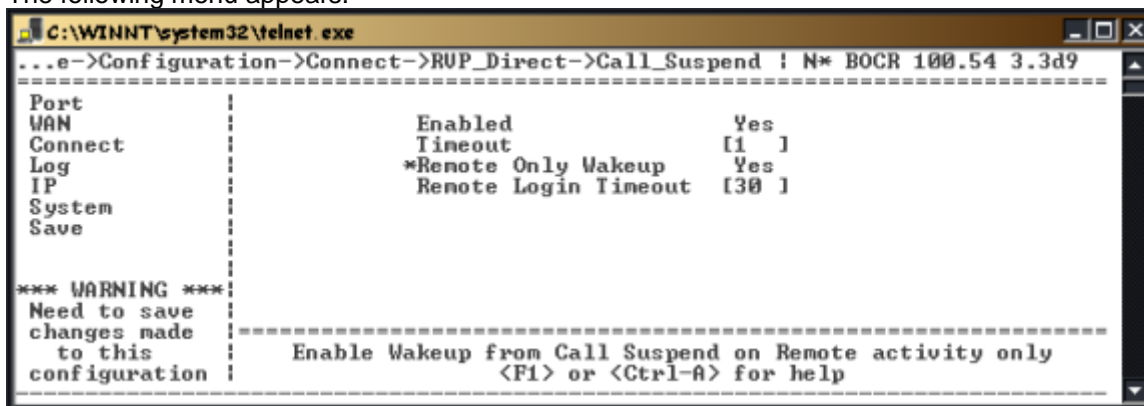 The following menu appears:
C:\WINNT\system32\telnet.exe
...e->Configuration->Connect->RVP_Direct->Call_Suspend | N* BOCR 100.54 3.3d9
Port
WAN Enabled Yes
Connect Timeout [1 ]
Log *Remote Only Wakeup Yes
IP Remote Login Timeout [30 ]
System
Save
*** WARNING ***
Need to save
changes made
to this Enable Wakeup from Call Suspend on Remote activity only
configuration <F1> or <Ctrl-A> for help